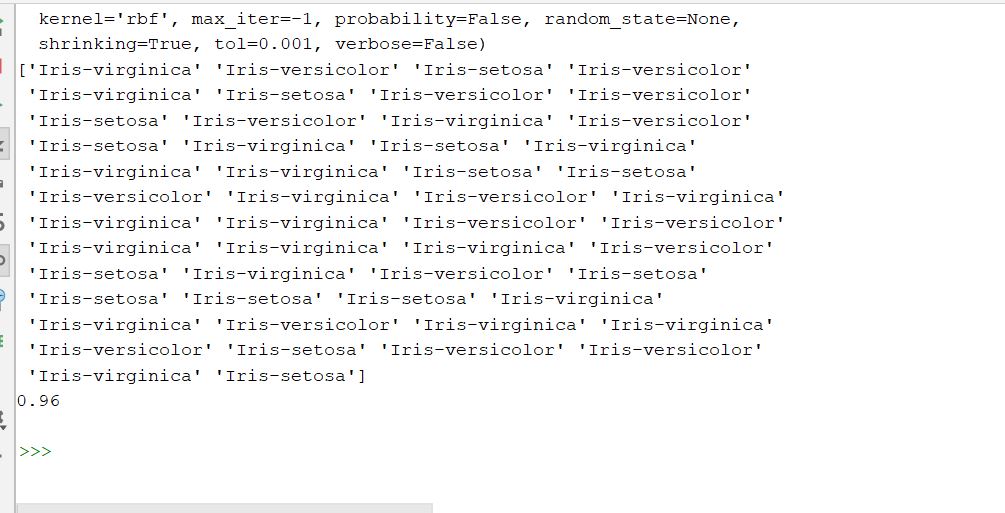 kernel='rbf', max_iter=-1, probability=False, random_state=None,
shrinking=True, tol=0.001, verbose=False)
['Iris-virginica' 'Iris-versicolor' 'Iris-setosa' 'Iris-versicolor'
'Iris-virginica' 'Iris-setosa' 'Iris-versicolor' 'Iris-versicolor'
'Iris-setosa' 'Iris-versicolor' 'Iris-virginica' 'Iris-versicolor'
'Iris-setosa' 'Iris-virginica' 'Iris-setosa' 'Iris-virginica'
'Iris-virginica' 'Iris-virginica' 'Iris-setosa' 'Iris-setosa'
'Iris-versicolor' 'Iris-virginica' 'Iris-versicolor' 'Iris-virginica'
'Iris-virginica' 'Iris-virginica' 'Iris-versicolor' 'Iris-versicolor'
'Iris-virginica' 'Iris-virginica' 'Iris-virginica' 'Iris-versicolor'
'Iris-setosa' 'Iris-virginica' 'Iris-versicolor' 'Iris-setosa'
'Iris-setosa' 'Iris-setosa' 'Iris-setosa' 'Iris-virginica'
'Iris-virginica' 'Iris-versicolor' 'Iris-virginica' 'Iris-virginica'
'Iris-versicolor' 'Iris-setosa' 'Iris-versicolor' 'Iris-versicolor'
'Iris-virginica' 'Iris-setosa']
0.96
>>>